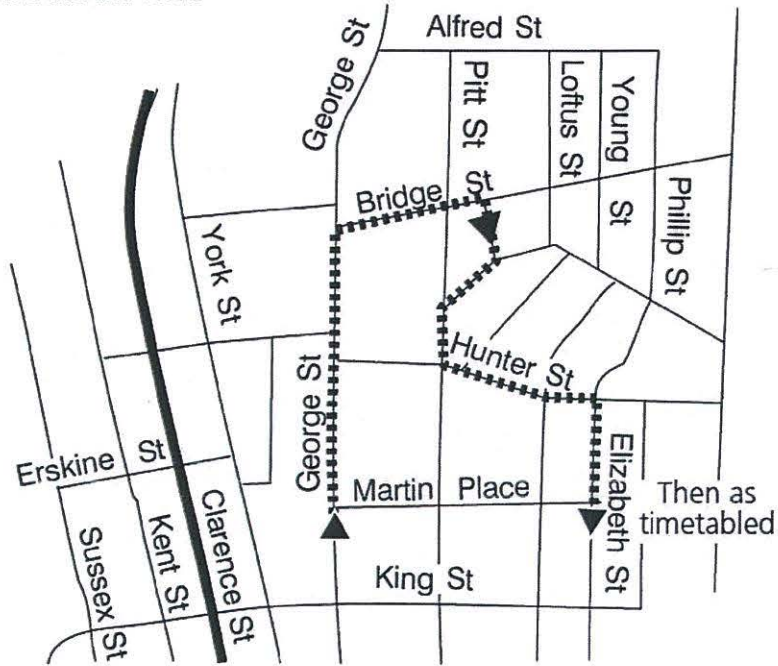 Alfred St
George St
Pitt St
Loftus St
Young St
Phillip St
Bridge St
York St
Hunter St
George St
Erskine St
Martin Place
Elizabeth St
Then as
timetabled
Clarence St
Kent St
Sussex St
King St